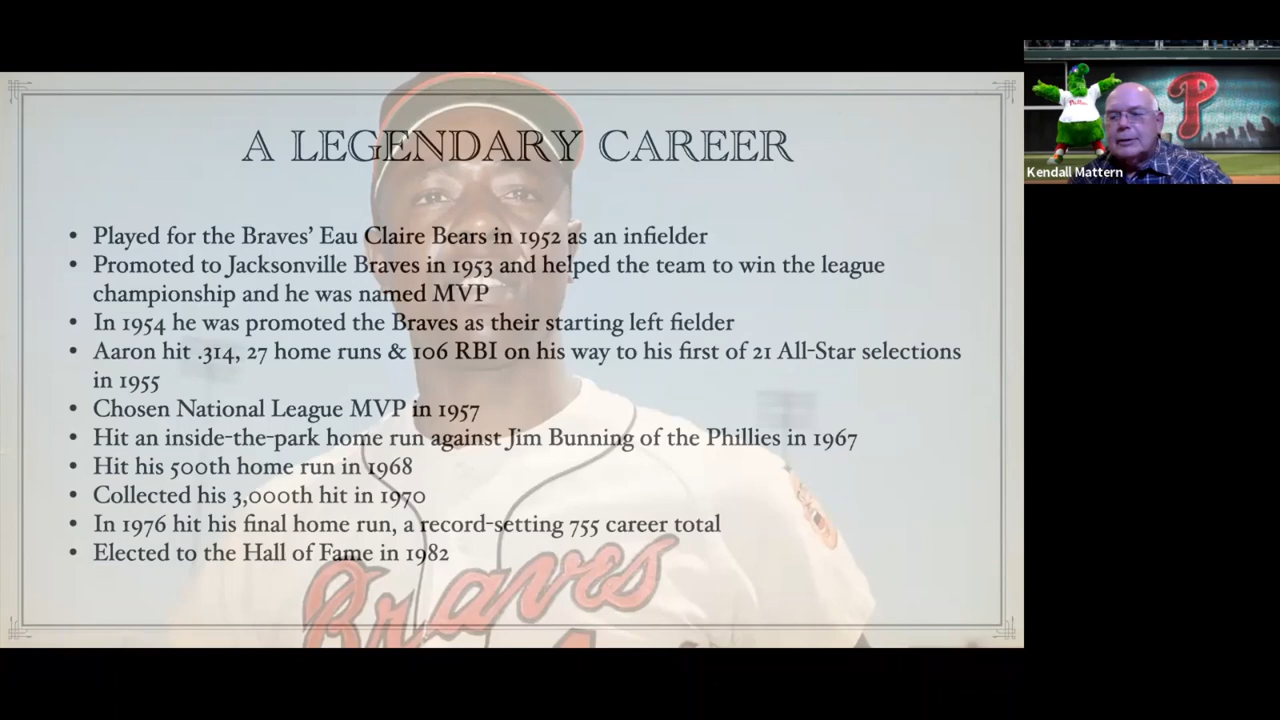 A LEGENDARY CAREER
• Played for the Braves’ Eau Claire Bears in 1952 as an infielder
• Promoted to Jacksonville Braves in 1953 and helped the team to win the league
championship and he was named MVP
• In 1954 he was promoted the Braves as their starting left fielder
• Aaron hit .314, 27 home runs & 106 RBI on his way to his first of 21 All-Star selections
in 1955
• Chosen National League MVP in 1957
• Hit an inside-the-park home run against Jim Bunning of the Phillies in 1967
• Hit his 500th home run in 1968
• Collected his 3,000th hit in 1970
• In 1976 hit his final home run, a record-setting 755 career total
• Elected to the Hall of Fame in 1982
Braves
Phillies
P
Kendall Mattern